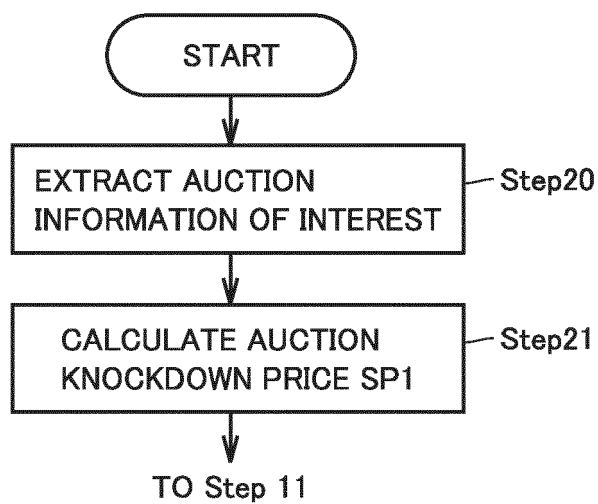 START
EXTRACT AUCTION
INFORMATION OF INTEREST
Step20
CALCULATE AUCTION
KNOCKDOWN PRICE SP1
Step21
TO Step 11